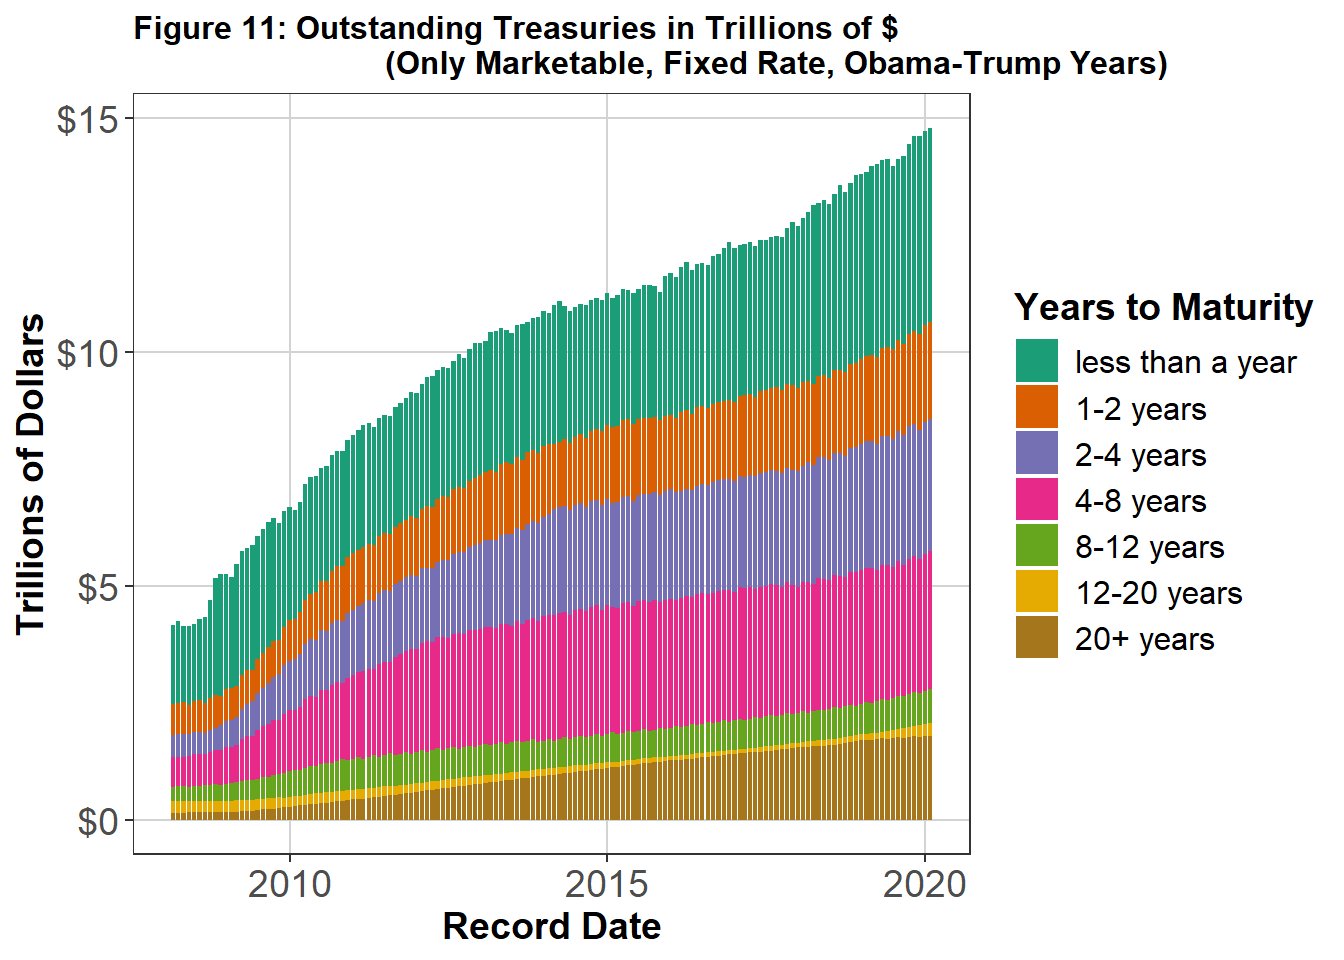 Figure 11: Outstanding Treasuries in Trillions of $
(Only Marketable, Fixed Rate, Obama-Trump Years)
$15
$10
$5
$0
Trillions of Dollars
2010
2015
2020
Record Date
Years to Maturity
less than a year
1-2 years
2-4 years
4-8 years
8-12 years
12-20 years
20+ years